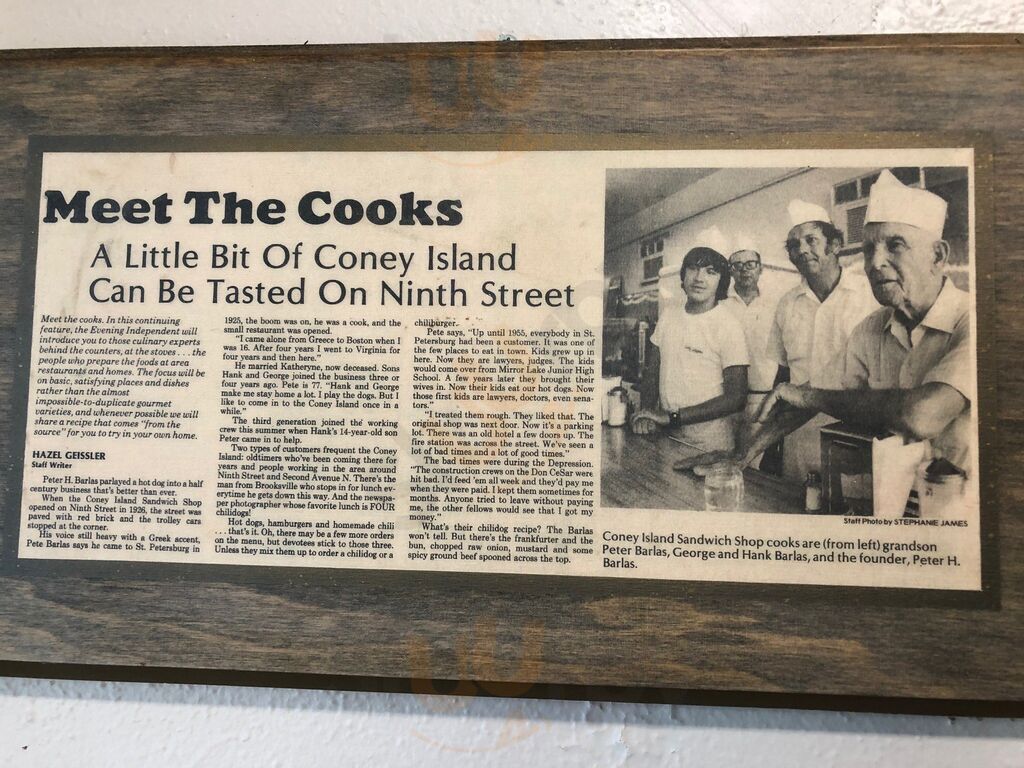 Meet The Cooks
A Little Bit Of Coney Island
Can Be Tasted On Ninth Street
Meet the cooks. In this continuing
feature, the Evening Independent will
introduce you to those culinary experts
behind the counters, at the stoves . . . the
people who prepare the foods at area
restaurants and homes. The focus will be
on basic, satisfying places and dishes
rather than the almost
impossible-to-duplicate gourmet
varieties, and whenever possible we will
share a recipe that comes "from the
source" for you to try in your own home.
HAZEL GEISSLER
Staff Writer
Peter H. Barlas parlayed a hot dog into a half
century business that's better than ever.
When the Coney Island Sandwich Shop
opened on Ninth Street in 1926, the street was
paved with red brick and the trolley cars
stopped at the corner.
His voice still heavy with a Greek accent,
Pete Barlas says he came to St. Petersburg in
1925, the boom was on, he was a cook, and the
small restaurant was opened.
"I came alone from Greece to Boston when I
was 16. After four years I went to Virginia for
four years and then here."
He married Katheryne, now deceased. Sons
Hank and George joined the business three or
four years ago. Pete is 77. "Hank and George
make me stay home a lot. I play the dogs. But I
like to come in to the Coney Island once in a
while."
The third generation joined the working
crew this summer when Hank's 14-year-old son
Peter came in to help.
Two types of customers frequent the Coney
Island: oldtimers who've been coming there for
years and people working in the area around
Ninth Street and Second Avenue N. There's the
man from Brooksville who stops in for lunch ev-
erytime he gets down this way. And the newspa-
per photographer whose favorite lunch is FOUR
chilidogs!
Hot dogs, hamburgers and homemade chili
. . . that's it. Oh, there may be a few more orders
on the menu, but devotees stick to those three.
Unless they mix them up to order a chilidog or a
chiliburger.
Pete says, "Up until 1955, everybody in St.
Petersburg had been a customer. It was one of
the few places to eat in town. Kids grew up in
here. Now they are lawyers, judges. The kids
would come over from Mirror Lake Junior High
School. A few years later they brought their
wives in. Now their kids eat our hot dogs. Now
those first kids are lawyers, doctors, even sena-
tors."
"I treated them rough. They liked that. The
original shop was next door. Now it's a parking
lot. There was an old hotel a few doors up. The
fire station was across the street. We've seen a
lot of bad times and a lot of good times."
The bad times were during the Depression.
"The construction crews on the Don CeSar were
hit bad. I'd feed 'em all week and they'd pay me
when they were paid. I kept them sometimes for
months. Anyone tried to leave without paying
me, the other fellows would see that I got my
money."
What's their chilidog recipe? The Barlas
won't tell. But there's the frankfurter and the
bun, chopped raw onion, mustard and some
spicy ground beef spooned across the top.
Staff Photo by STEPHANIE JAMES
Coney Island Sandwich Shop cooks are (from left) grandson
Peter Barlas, George and Hank Barlas, and the founder, Peter H.
Barlas.